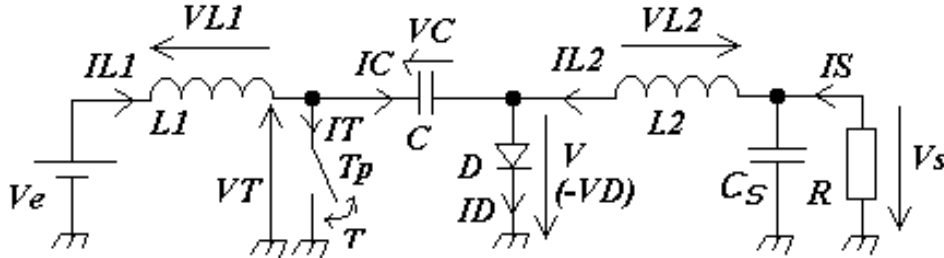 VL1
VC
VL2
IL1
IC
IL2
IS
L1
C
L2
IT
Ve
VT
Tp
D
V
(-VD)
CS
R
Vs
ID
T